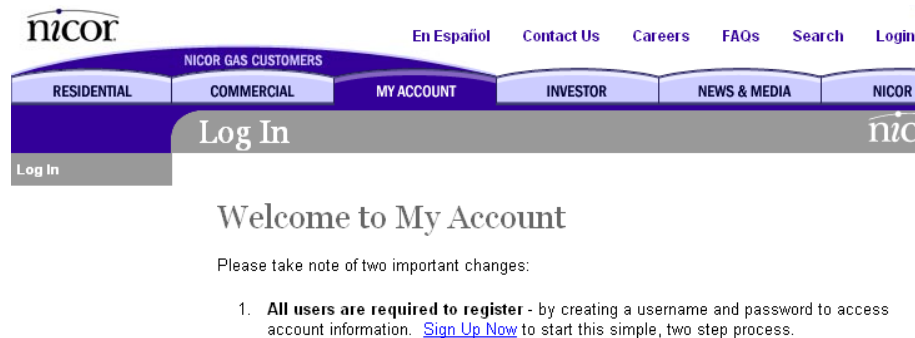 nicor
En Español Contact Us Careers FAQs Search Login
NICOR GAS CUSTOMERS
RESIDENTIAL COMMERCIAL MY ACCOUNT INVESTOR NEWS & MEDIA NICOR
Log In
Log In
Welcome to My Account
Please take note of two important changes:
1. All users are required to register - by creating a username and password to access
account information. Sign Up Now to start this simple, two step process.